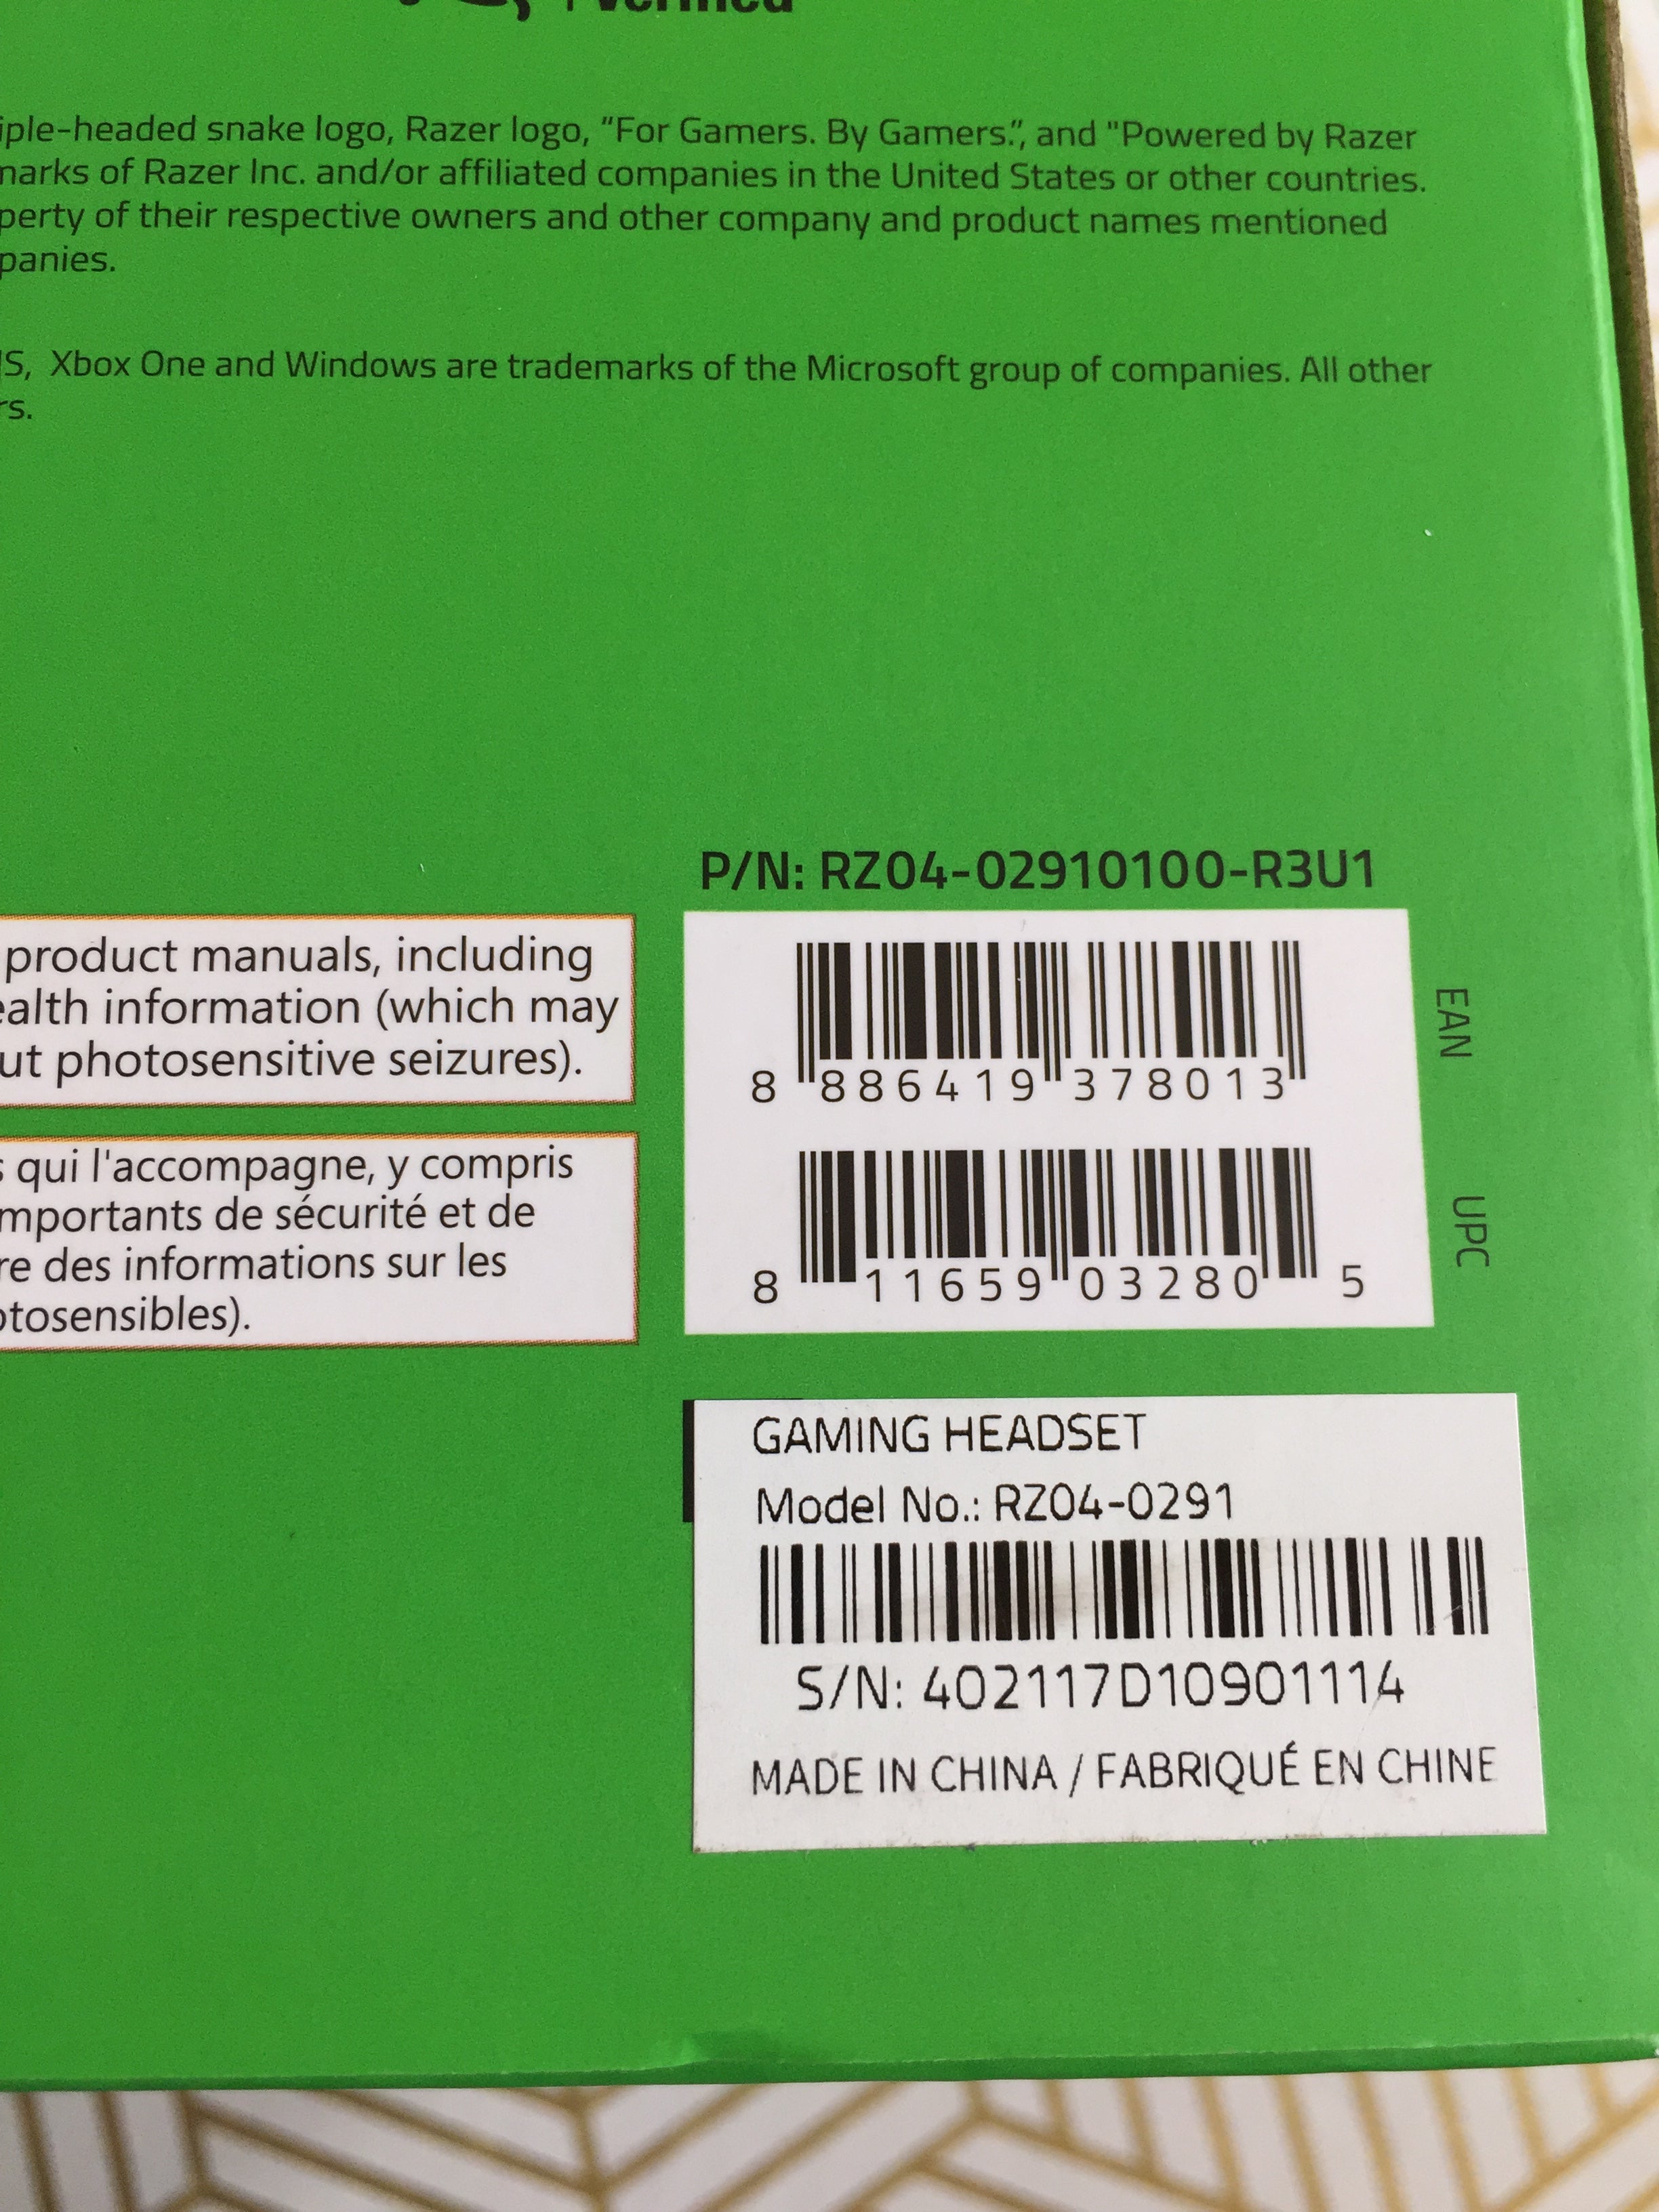 Verified
iple-headed snake logo, Razer logo, “For Gamers. By Gamers.”, and "Powered by Razer
narks of Razer Inc. and/or affiliated companies in the United States or other countries.
perty of their respective owners and other company and product names mentioned
panies.
S, Xbox One and Windows are trademarks of the Microsoft group of companies. All other
rs.
P/N: RZ04-02910100-R3U1
product manuals, including
ealth information (which may
ut photosensitive seizures).
s qui l'accompagne, y compris
mportants de sécurité et de
re des informations sur les
otosensibles).
8 886419 378013
EAN
8 11659 03280 5
UPC
GAMING HEADSET
Model No.: RZ04-0291
S/N: 402117D10901114
MADE IN CHINA / FABRIQUÉ EN CHINE